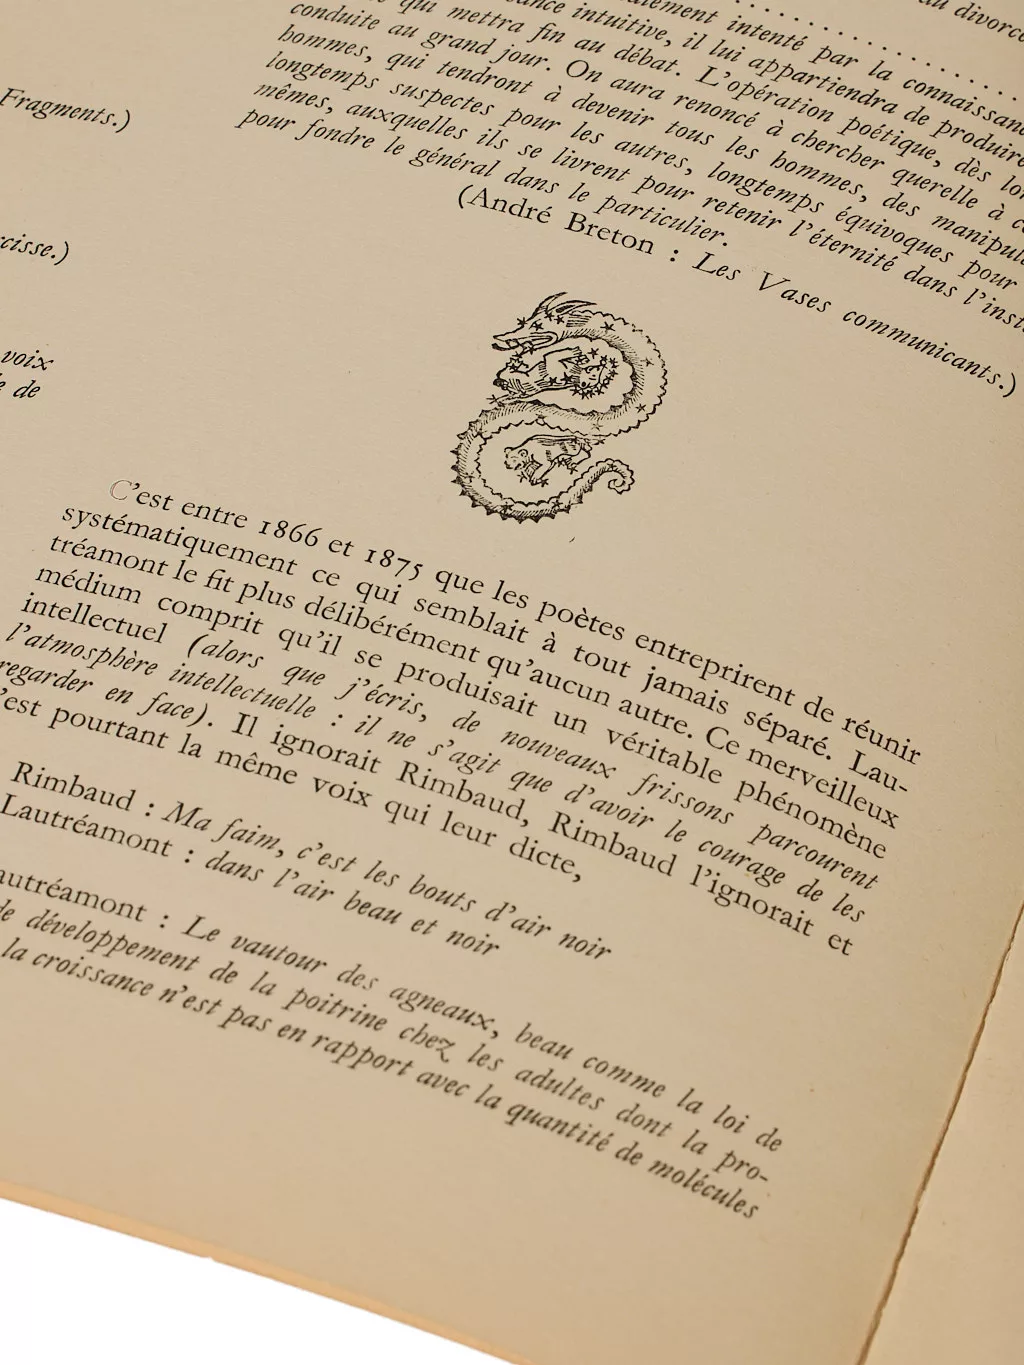 Fragments.)
cisse.)
voix
de
du divorce
lement intenté par la connaissance
ance intuitive, il lui appartiendra de produire
qui mettra fin au débat. L'opération poétique, dès lors
conduite au grand jour. On aura renoncé à chercher querelle à
hommes, qui tendront à devenir tous les hommes, des manipula
longtemps suspectes pour les autres, longtemps équivoques pour
mêmes, auxquelles ils se livrent pour retenir l'éternité dans l'inst
pour fondre le général dans le particulier.
(André Breton : Les Vases communicants.)
C'est entre 1866 et 1875 que les poètes entreprirent de réunir
systématiquement ce qui semblait à tout jamais séparé. Lau-
tréamont le fit plus délibérément qu'aucun autre. Ce merveilleux
médium comprit qu'il se produisait un véritable phénomène
intellectuel (alors que j'écris, de nouveaux frissons parcourent
l'atmosphère intellectuelle : il ne s'agit que d'avoir le courage de les
regarder en face). Il ignorait Rimbaud, Rimbaud l'ignorait et
'est pourtant la même voix qui leur dicte,
Rimbaud : Ma faim, c'est les bouts d'air noir
Lautréamont : dans l'air beau et noir
autréamont : Le vautour des agneaux, beau comme la loi de
de développement de la poitrine chez les adultes dont la pro-
la croissance n'est pas en rapport avec la quantité de molécules